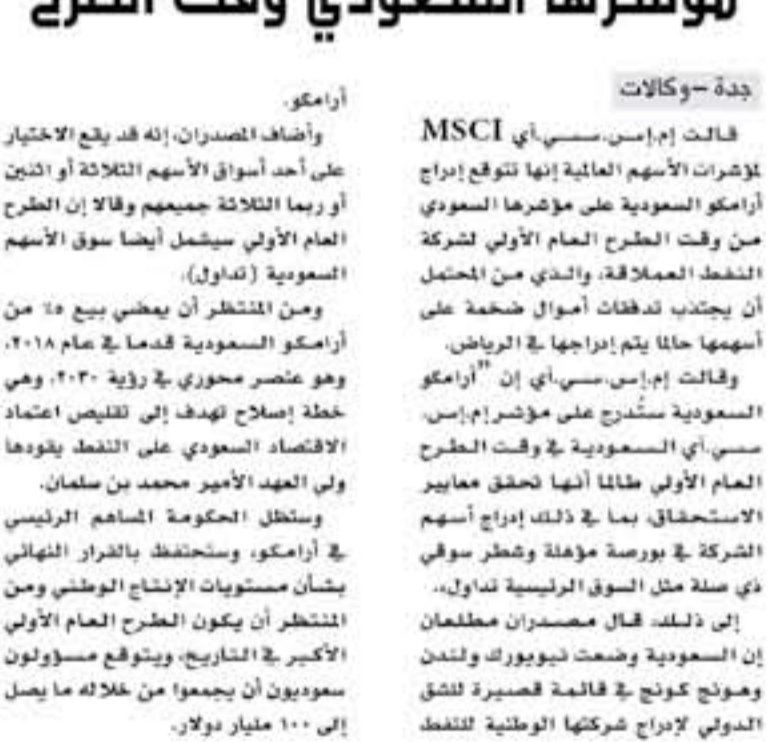 مؤشرها السعودي وقت الطرح
جدة -وكالات
قالت إم.إس.سي.آي MSCI
لمؤشرات الأسهم العالمية إنها تتوقع إدراج
أرامكو السعودية على مؤشرها السعودي
من وقت الطرح العام الأولي لشركة
النفط العملاقة، والذي من المحتمل
أن يجتذب تدفقات أموال ضخمة على
أسهمها حالما يتم إدراجها في الرياض.
وقالت إم.إس.سي.آي إن "أرامكو
السعودية ستُدرج على مؤشر إم.إس.
سي.آي السعودية في وقت الطرح
العام الأولي طالما أنها تحقق معايير
الاستحقاق، بما في ذلك إدراج أسهم
الشركة في بورصة مؤهلة وشطر سوقي
ذي صلة مثل السوق الرئيسية تداول،.
إلى ذلك، قال مصدران مطلعان
إن السعودية وضعت نيويورك ولندن
وهونج كونج في قائمة قصيرة للشق
الدولي لإدراج شركتها الوطنية للنفط
أرامكو.
وأضاف المصدران، إنه قد يقع الاختيار
على أحد أسواق الأسهم الثلاثة أو اثنين
أو ربما الثلاثة جميعهم وقالا إن الطرح
العام الأولي سيشمل أيضا سوق الأسهم
السعودية (تداول).
ومن المنتظر أن يمضي بيع ٥٪ من
أرامكو السعودية قدما في عام ٢٠١٨،
وهو عنصر محوري في رؤية ٢٠٣٠، وهي
خطة إصلاح تهدف إلى تقليص اعتماد
الاقتصاد السعودي على النفط يقودها
ولي العهد الأمير محمد بن سلمان.
وستظل الحكومة المساهم الرئيسي
في أرامكو، وستحتفظ بالقرار النهائي
بشأن مستويات الإنتاج الوطني ومن
المنتظر أن يكون الطرح العام الأولي
الأكبر في التاريخ، ويتوقع مسؤولون
سعوديون أن يجمعوا من خلاله ما يصل
إلى ١٠٠ مليار دولار.